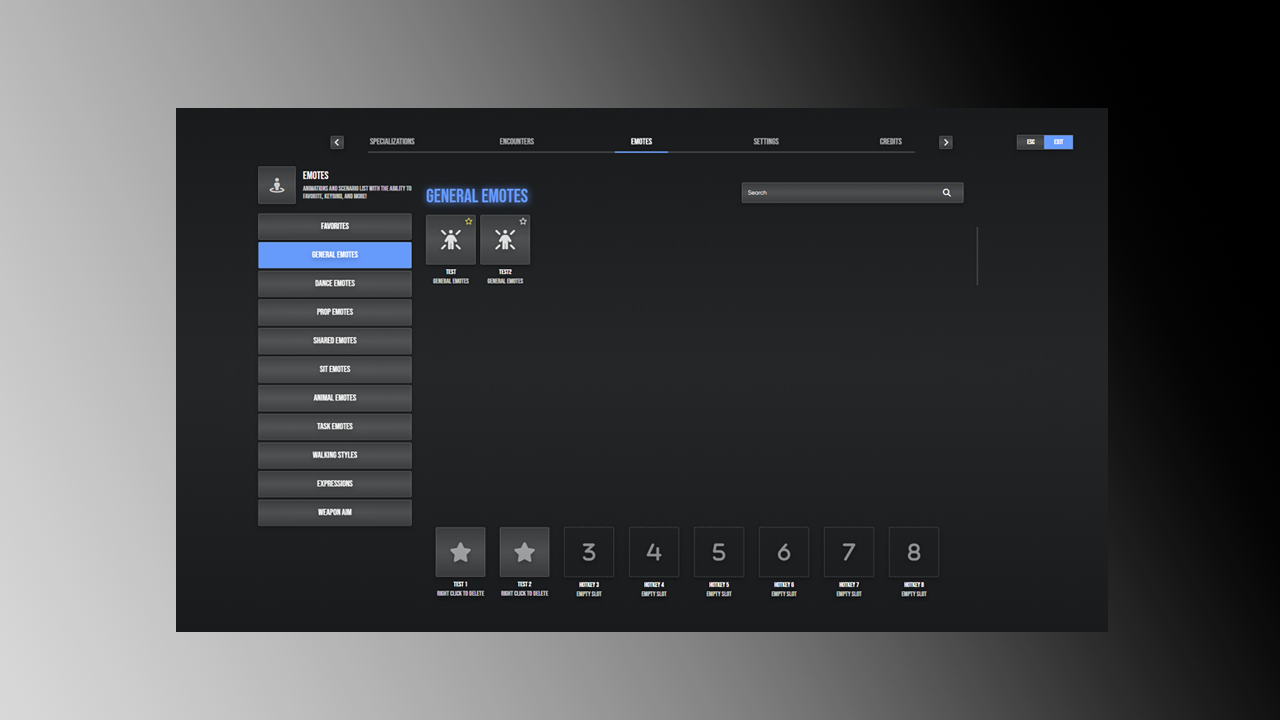 SPECIALIZATIONS
ENCOUNTERS
EMOTES
SETTINGS
CREDITS
ESC
EXIT
EMOTES
ANIMATIONS AND SCENARIO LIST WITH THE ABILITY TO
FAVORITE, KEYBIND, AND MORE!
FAVORITES
GENERAL EMOTES
DANCE EMOTES
PROP EMOTES
SHARED EMOTES
SIT EMOTES
ANIMAL EMOTES
TASK EMOTES
WALKING STYLES
EXPRESSIONS
WEAPON AIM
GENERAL EMOTES
Search
TEST
GENERAL EMOTES
TEST2
GENERAL EMOTES
TEST 1
RIGHT CLICK TO DELETE
TEST 2
RIGHT CLICK TO DELETE
3
HOTKEY 3
EMPTY SLOT
4
HOTKEY 4
EMPTY SLOT
5
HOTKEY 5
EMPTY SLOT
6
HOTKEY 6
EMPTY SLOT
7
HOTKEY 7
EMPTY SLOT
8
HOTKEY 8
EMPTY SLOT